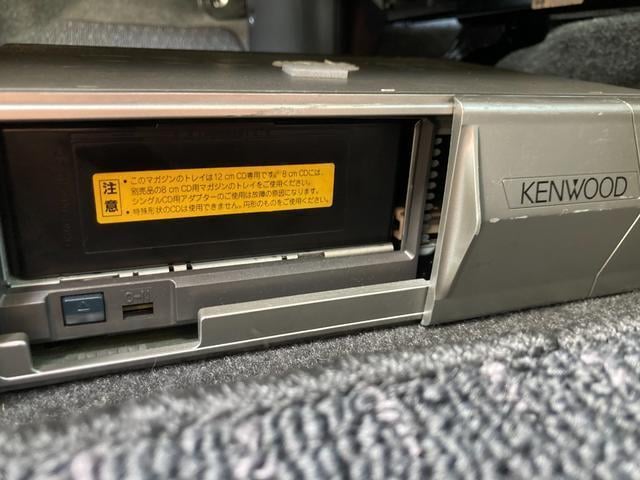 注意
・このマガジンのトレイは12cm CD専用です。8cm CDには、
別売品の8cm CD用マガジンのトレイをご使用ください。
シングルCD用アダプターのご使用は故障の原因になります。
・特殊形状のCDは使用できません。円形のものをご使用ください。
KENWOOD